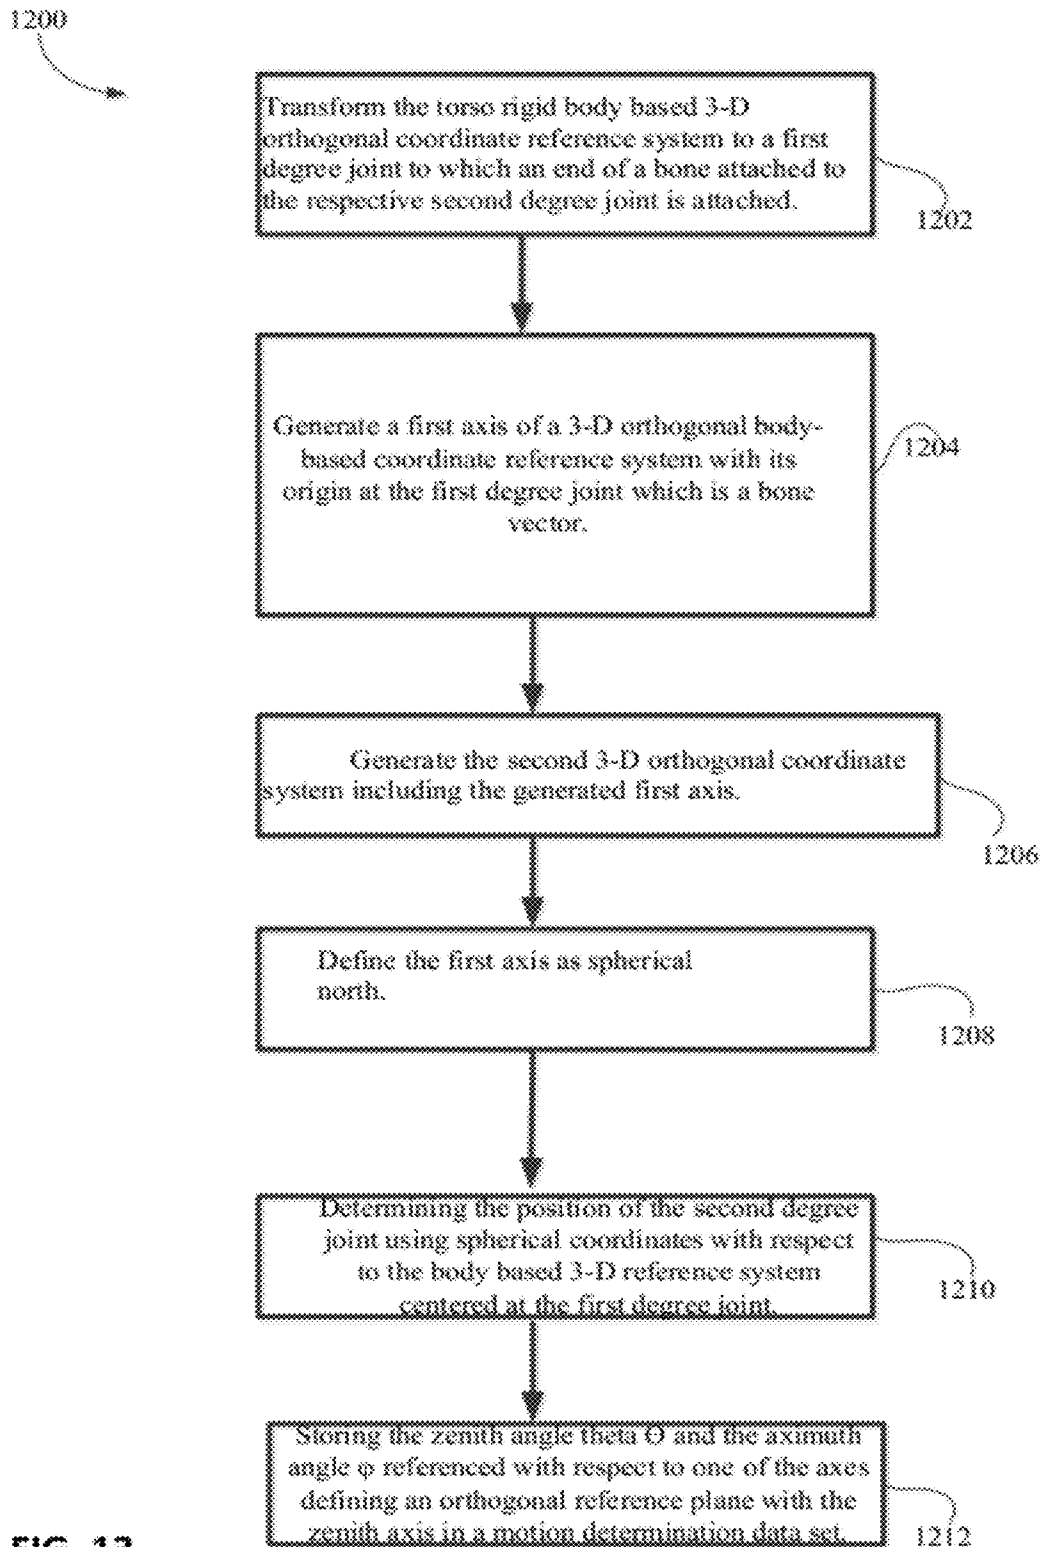 1200
Transform the torso rigid body based 3-D
orthogonal coordinate reference system to a first
degree joint to which an end of a bone attached to
the respective second degree joint is attached.
1202
Generate a first axis of a 3-D orthogonal body-
based coordinate reference system with its
origin at the first degree joint which is a bone
vector.
1204
Generate the second 3-D orthogonal coordinate
system including the generated first axis.
1206
Define the first axis as spherical
north.
1208
Determining the position of the second degree
joint using spherical coordinates with respect
to the body based 3-D reference system
centered at the first degree joint.
1210
Storing the zenith angle theta Θ and the aximuth
angle φ referenced with respect to one of the axes
defining an orthogonal reference plane with the
zenith axis in a motion determination data set.
1212
FIG.